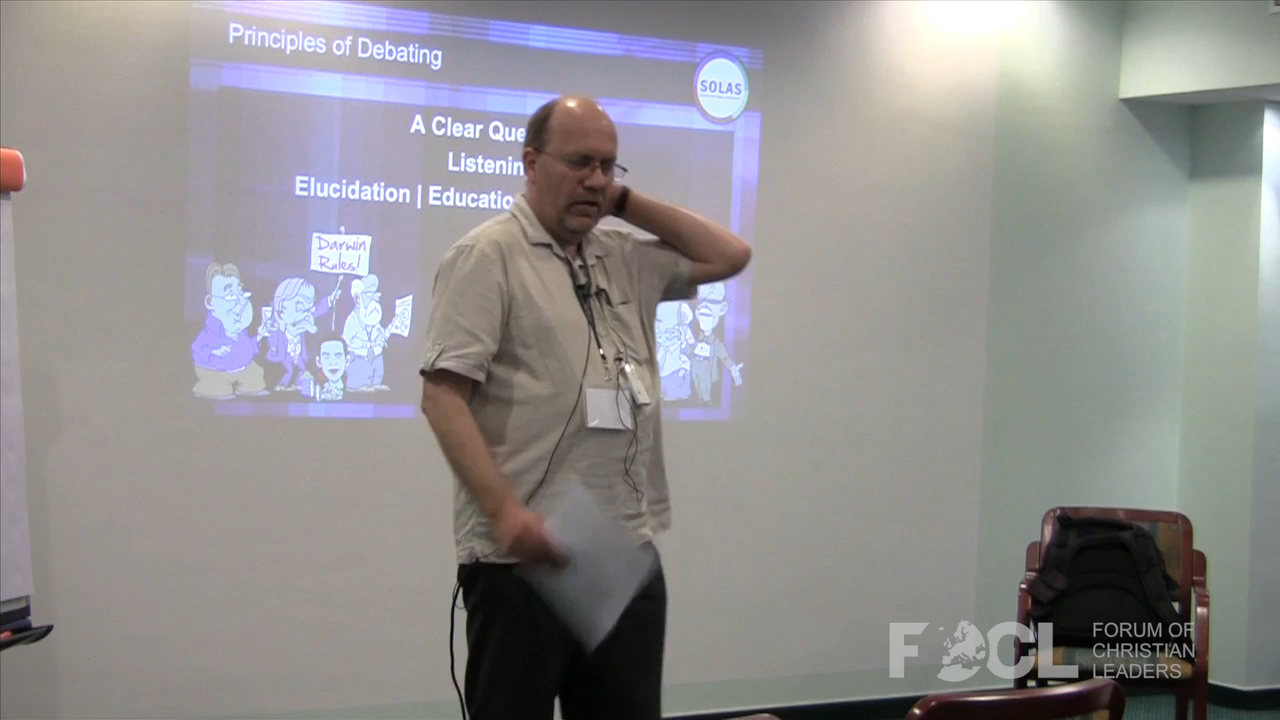 Principles of Debating
SOLAS
A Clear Que
Listenin
Elucidation | Educatio
Darwin
Rules!
FOCL
FORUM OF
CHRISTIAN
LEADERS